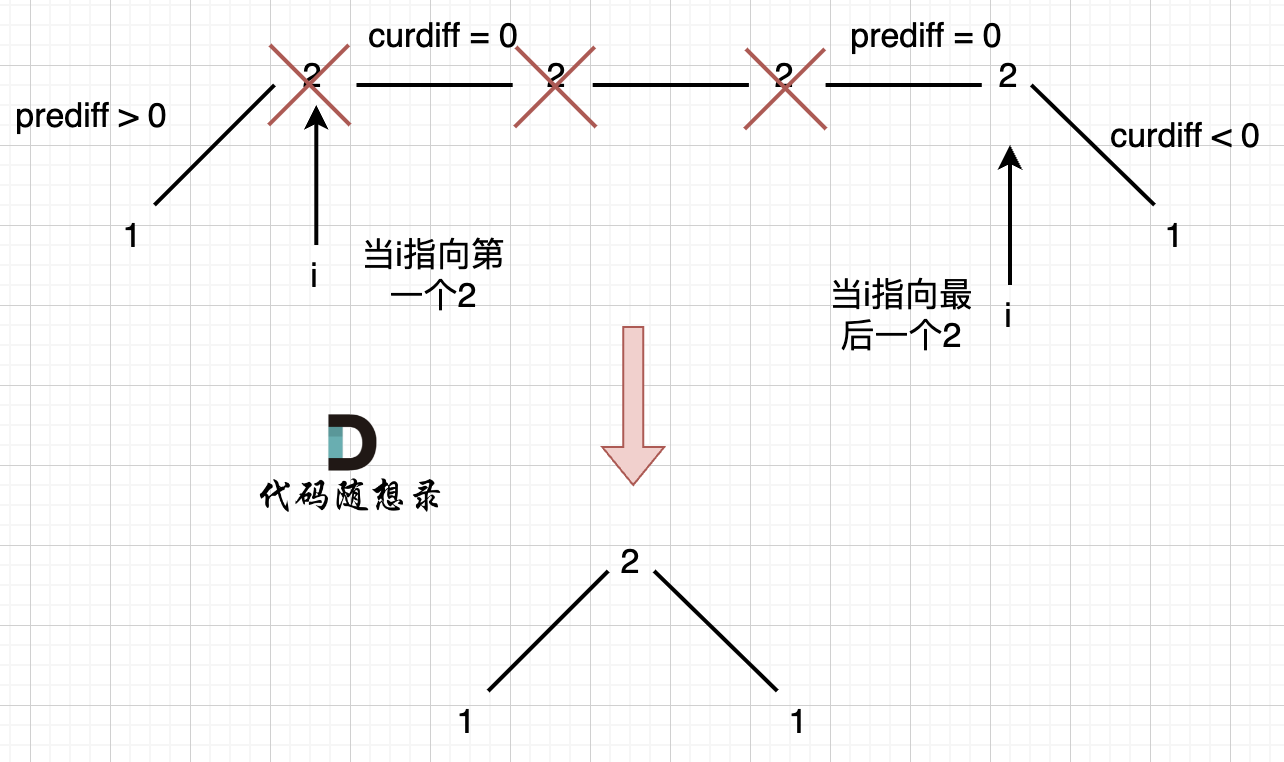 curdiff = 0
prediff = 0
2
2
2
2
prediff > 0
curdiff < 0
1
1
当i指向第
一个2
i
当i指向最
后一个2
i
代码随想录
2
1
1